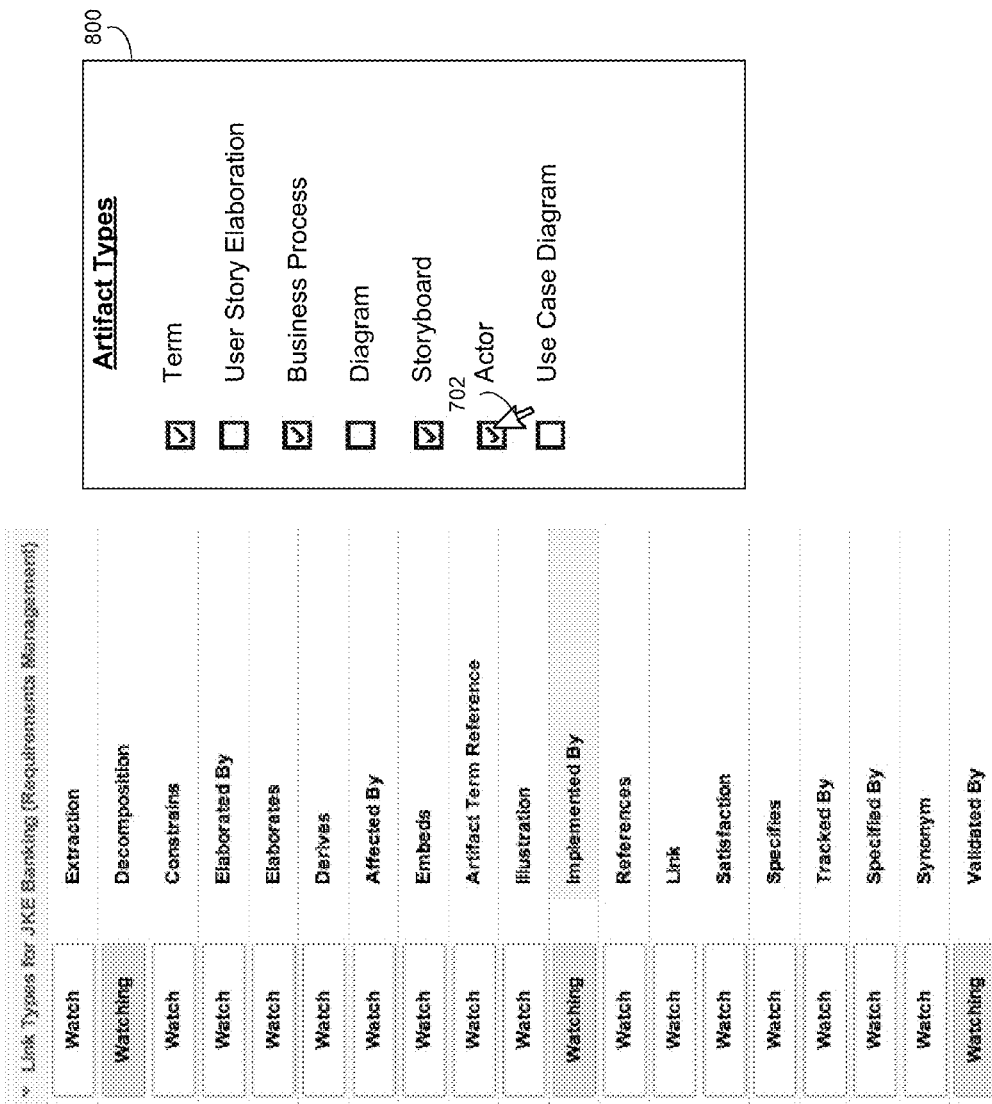 Link Types for JKE Banking (Requirements Management)
Watch Extraction
Watching Decomposition
Watch Constrains
Watch Elaborated By
Watch Elaborates
Watch Derives
Watch Affected By
Watch Embeds
Watch Artifact Term Reference
Watch Illustration
Watching Implemented By
Watch References
Watch Link
Watch Satisfaction
Watch Specifies
Watch Tracked By
Watch Specified By
Watch Synonym
Watching Validated By
800
Artifact Types
Term
User Story Elaboration
Business Process
Diagram
Storyboard
702
Actor
Use Case Diagram